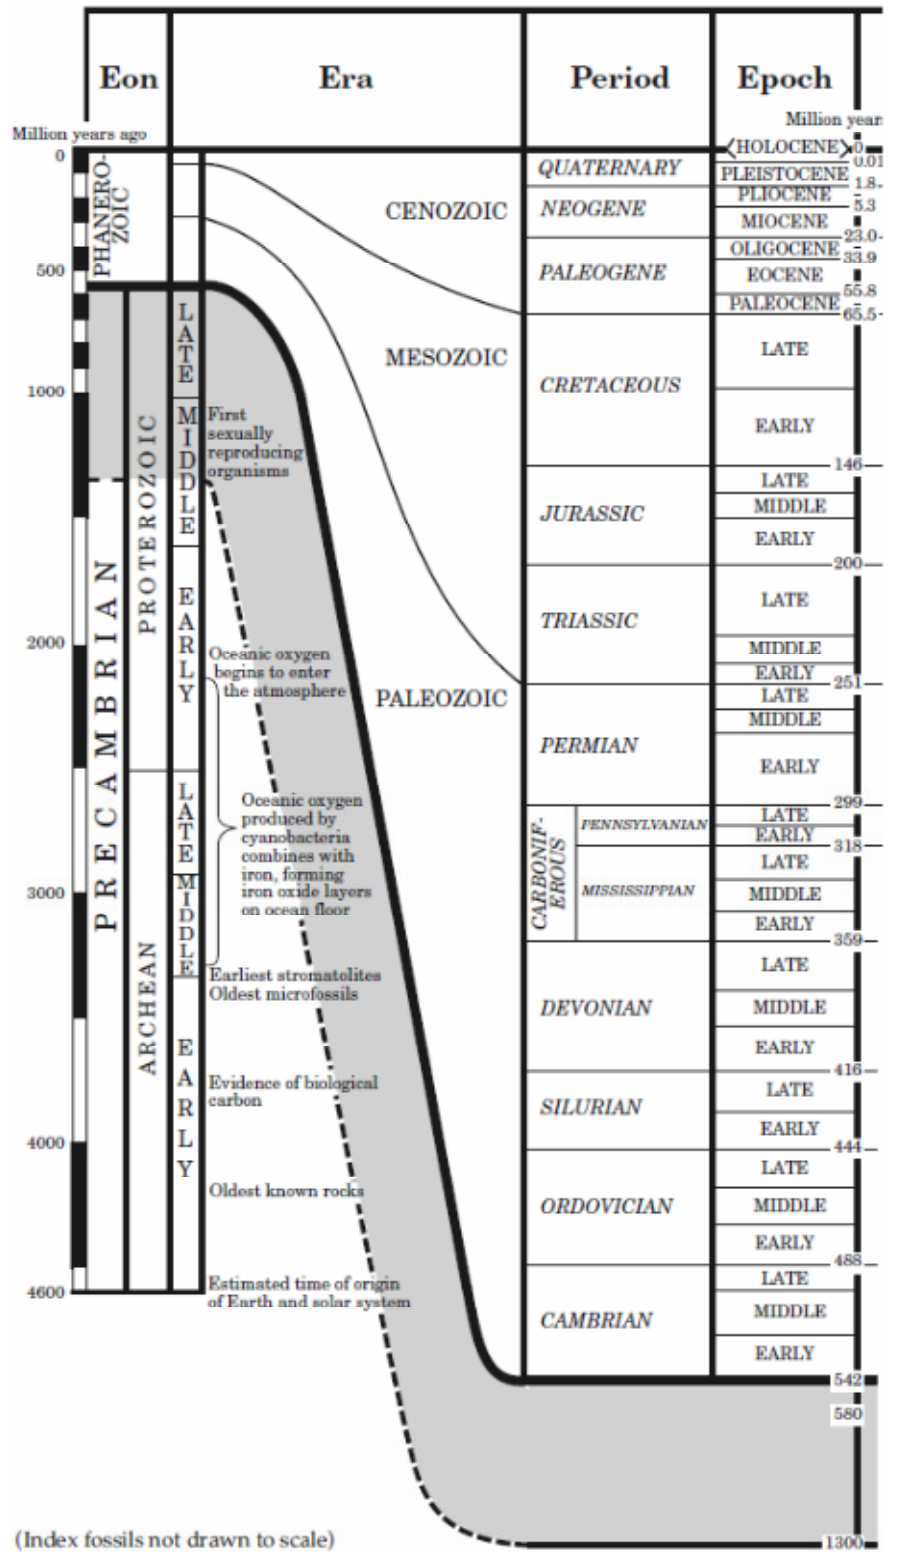 Eon
Era
Period
Epoch
Million years ago
Million year
0
500
1000
2000
3000
4000
4600
PHANERO-
ZOIC
PRECAMBRIAN
PROTEROZOIC
ARCHEAN
LATE
MIDDLE
EARLY
LATE
MIDDLE
EARLY
First
sexually
reproducing
organisms
Oceanic oxygen
begins to enter
the atmosphere
Oceanic oxygen
produced by
cyanobacteria
combines with
iron, forming
iron oxide layers
on ocean floor
Earliest stromatolites
Oldest microfossils
Evidence of biological
carbon
Oldest known rocks
Estimated time of origin
of Earth and solar system
CENOZOIC
MESOZOIC
PALEOZOIC
QUATERNARY
NEOGENE
PALEOGENE
CRETACEOUS
JURASSIC
TRIASSIC
PERMIAN
CARBONIF-
EROUS
PENNSYLVANIAN
MISSISSIPPIAN
DEVONIAN
SILURIAN
ORDOVICIAN
CAMBRIAN
HOLOCENE 0
0.01
PLEISTOCENE
1.8
PLIOCENE
5.3
MIOCENE
23.0
OLIGOCENE
33.9
EOCENE
55.8
PALEOCENE
65.5
LATE
EARLY
146
LATE
MIDDLE
EARLY
200
LATE
MIDDLE
EARLY
251
LATE
MIDDLE
EARLY
299
LATE
EARLY
318
LATE
MIDDLE
EARLY
359
LATE
MIDDLE
EARLY
416
LATE
EARLY
444
LATE
MIDDLE
EARLY
488
LATE
MIDDLE
EARLY
542
580
1300
(Index fossils not drawn to scale)